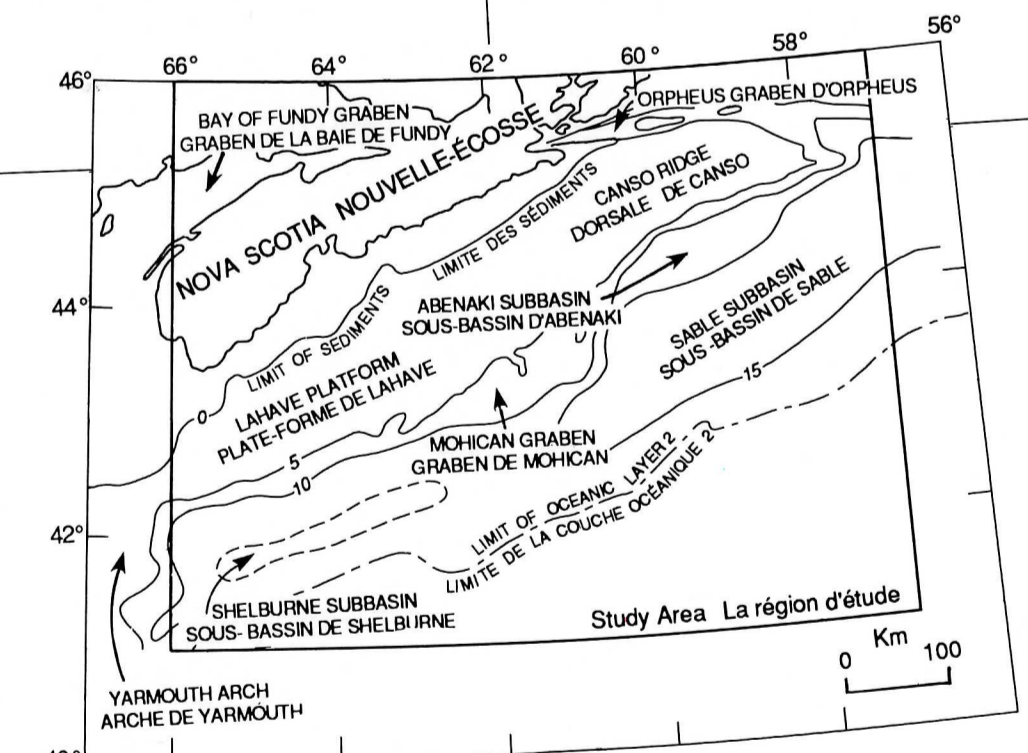 56°
58°
60°
62°
64°
66°
46°
ORPHEUS GRABEN D'ORPHEUS
BAY OF FUNDY GRABEN
GRABEN DE LA BAIE DE FUNDY
NOVA SCOTIA NOUVELLE-ÉCOSSE
CANSO RIDGE
DORSALE DE CANSO
LIMITE DES SÉDIMENTS
LIMIT OF SEDIMENTS
44°
ABENAKI SUBBASIN
SOUS-BASSIN D'ABENAKI
SABLE SUBBASIN
SOUS-BASSIN DE SABLE
LAHAVE PLATFORM
PLATE-FORME DE LAHAVE
0
15
5
10
MOHICAN GRABEN
GRABEN DE MOHICAN
LIMIT OF OCEANIC LAYER 2
LIMITE DE LA COUCHE OCÉANIQUE 2
42°
SHELBURNE SUBBASIN
SOUS-BASSIN DE SHELBURNE
Study Area La région d'étude
Km
0 100
YARMOUTH ARCH
ARCHE DE YARMOUTH